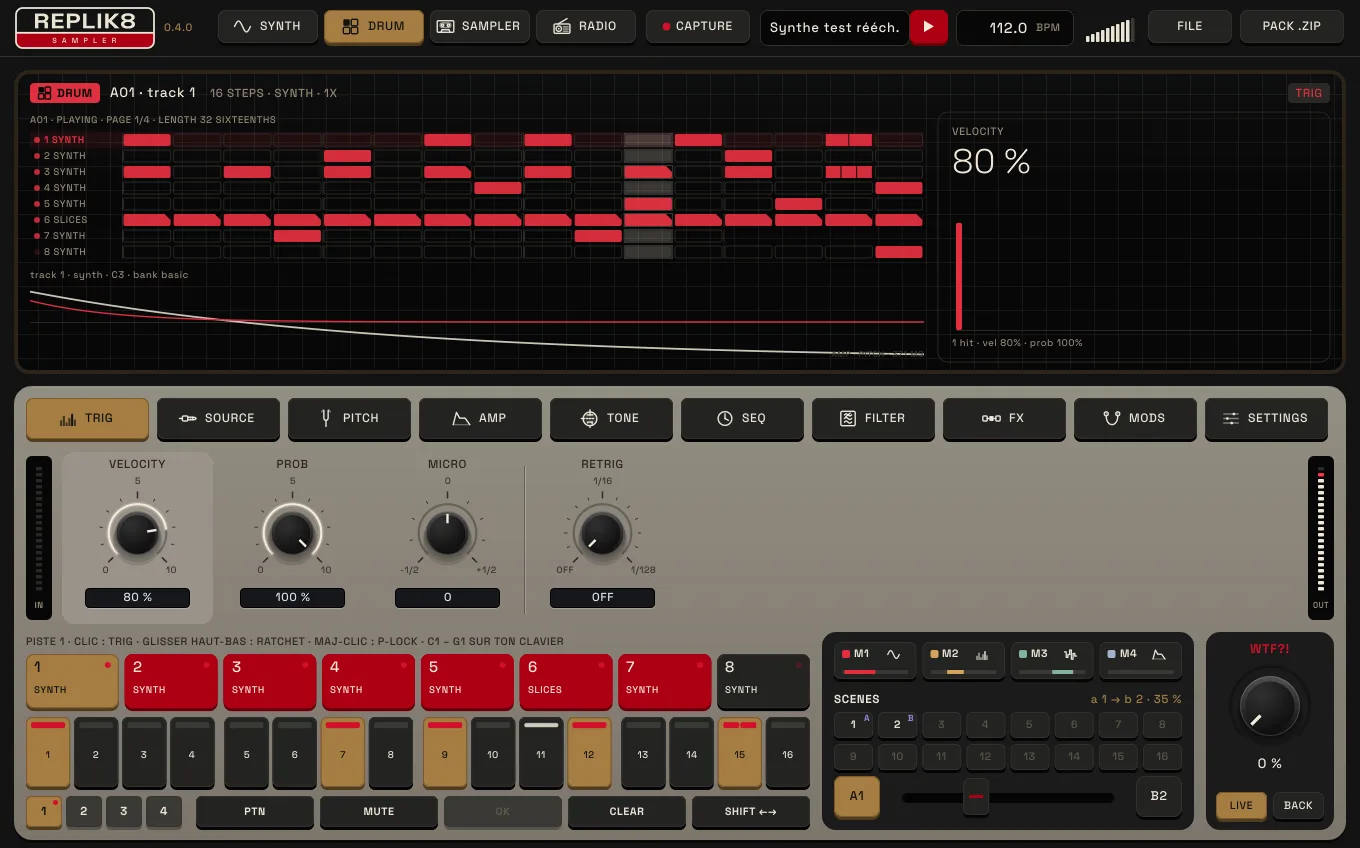 REPLIK8
SAMPLER
0.4.0
SYNTH
DRUM
SAMPLER
RADIO
CAPTURE
Synthe test rééch.
112.0 BPM
FILE
PACK .ZIP
DRUM
A01 · track 1
16 STEPS · SYNTH · 1X
TRIG
A01 · PLAYING · PAGE 1/4 · LENGTH 32 SIXTEENTHS
1 SYNTH
2 SYNTH
3 SYNTH
4 SYNTH
5 SYNTH
6 SLICES
7 SYNTH
8 SYNTH
track 1 · synth · C3 · bank basic
VELOCITY
80 %
1 hit · vel 80% · prob 100%
TRIG
SOURCE
PITCH
AMP
TONE
SEQ
FILTER
FX
MODS
SETTINGS
IN
VELOCITY
5
0 10
80 %
PROB
5
0 10
100 %
MICRO
0
-1/2 +1/2
0
RETRIG
1/16
OFF 1/128
OFF
OUT
PISTE 1 · CLIC : TRIG · GLISSER HAUT-BAS : RATCHET · MAJ-CLIC : P-LOCK · C1 – G1 SUR TON CLAVIER
1 2 3 4 5 6 7 8
SYNTH SYNTH SYNTH SYNTH SYNTH SLICES SYNTH SYNTH
1 2 3 4 5 6 7 8 9 10 11 12 13 14 15 16
1 2 3 4 PTN MUTE OK CLEAR SHIFT ←→
M1 M2 M3 M4
SCENES
a 1 → b 2 · 35 %
1 A 2 B 3 4 5 6 7 8
9 10 11 12 13 14 15 16
A1 B2
WTF?!
0 %
LIVE BACK